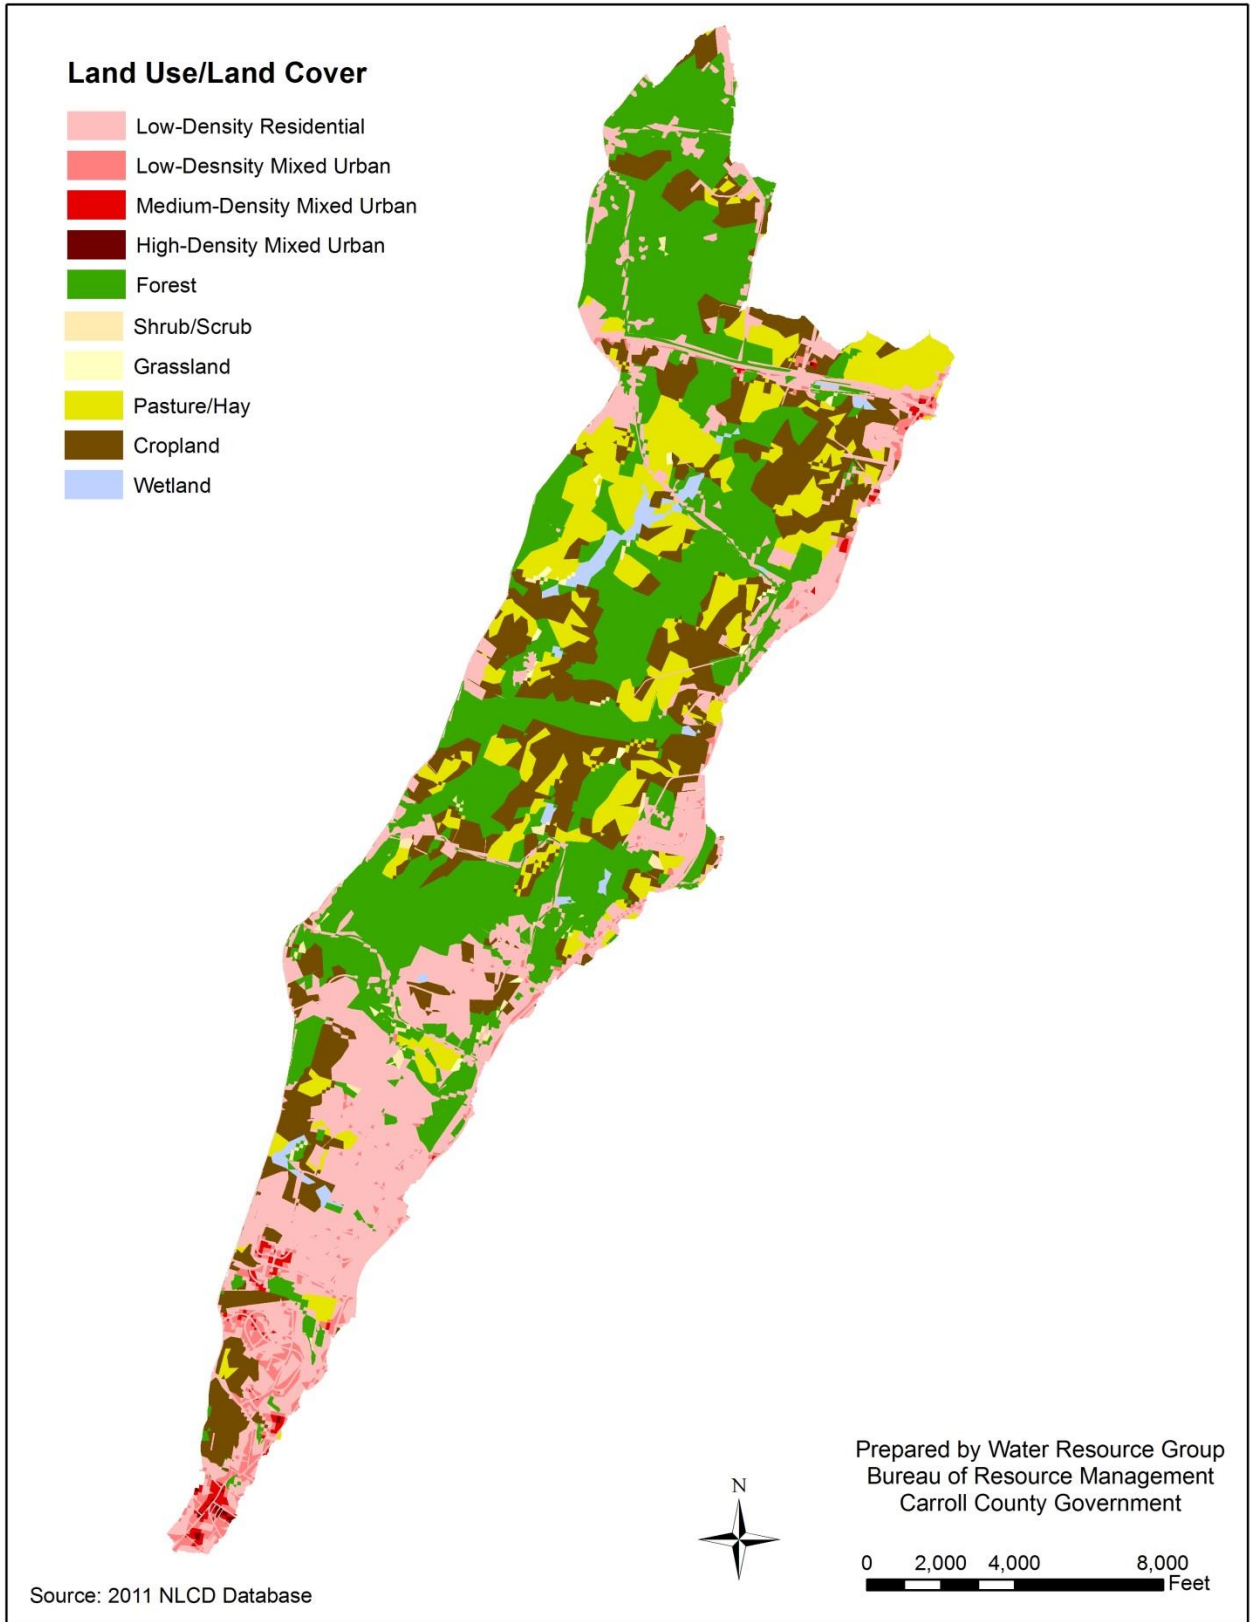 Land Use/Land Cover
Low-Density Residential
Low-Desnsity Mixed Urban
Medium-Density Mixed Urban
High-Density Mixed Urban
Forest
Shrub/Scrub
Grassland
Pasture/Hay
Cropland
Wetland
Prepared by Water Resource Group
Bureau of Resource Management
Carroll County Government
N
0 2,000 4,000 8,000
Feet
Source: 2011 NLCD Database